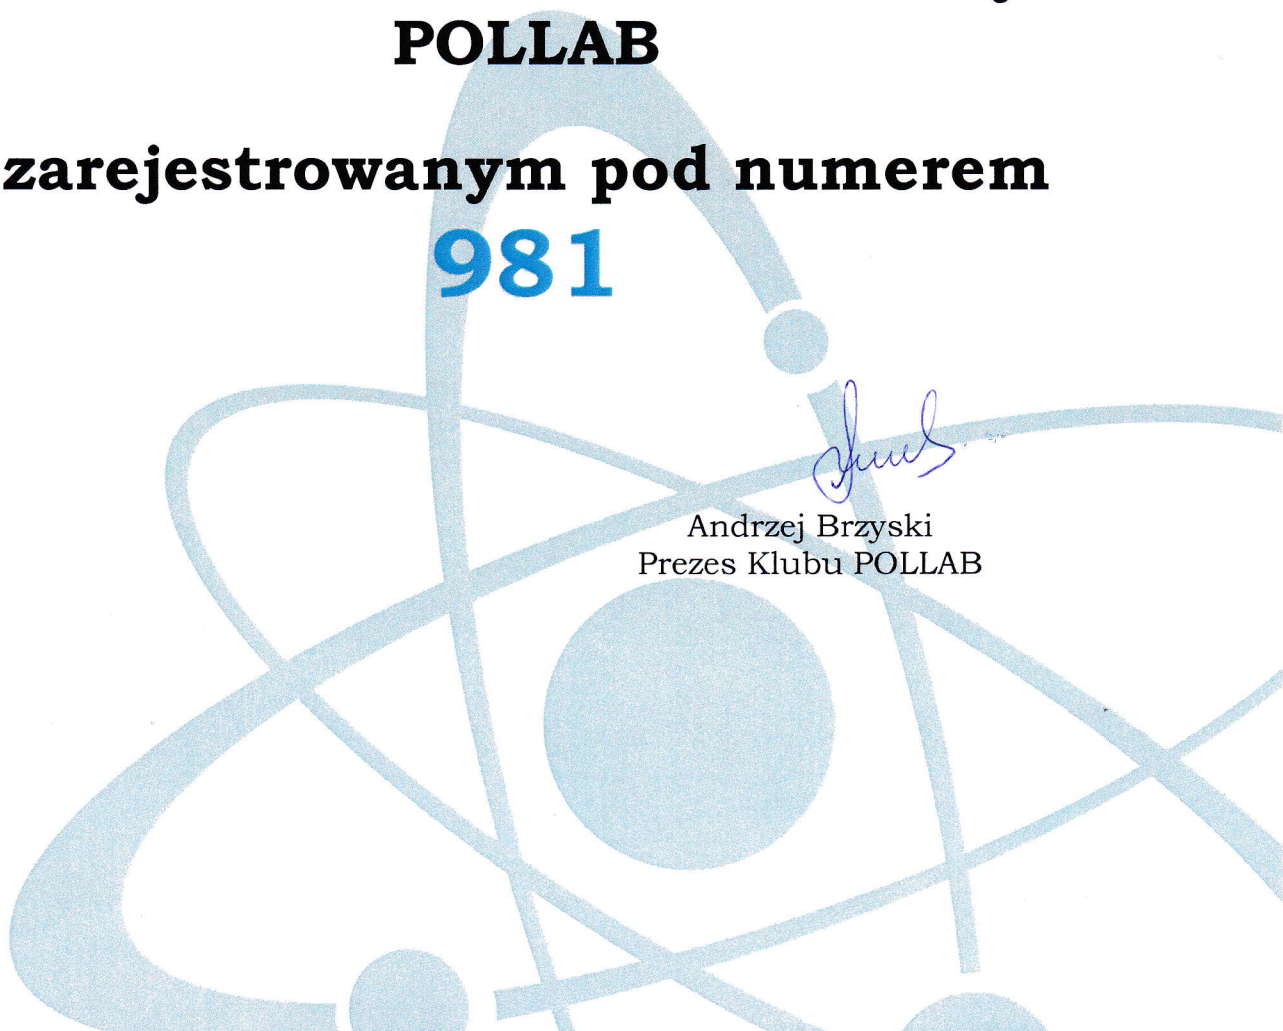 POLLAB
zarejestrowanym pod numerem
981
Andrzej Brzyski
Prezes Klubu POLLAB